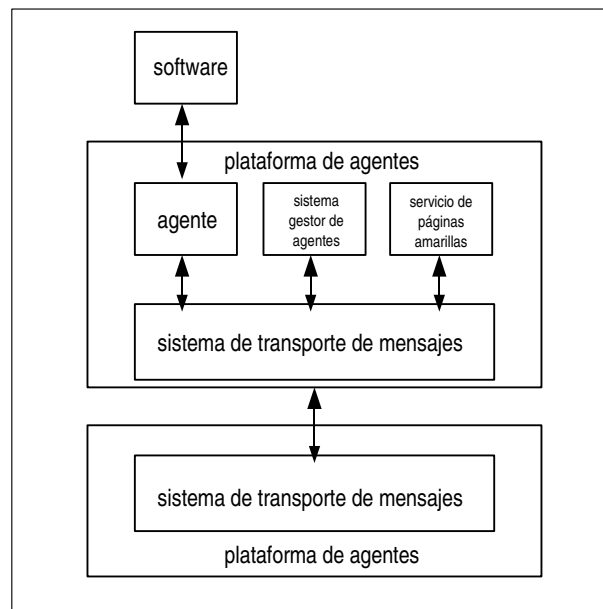 software
plataforma de agentes
agente
sistema
gestor de
agentes
servicio de
páginas
amarillas
sistema de transporte de mensajes
sistema de transporte de mensajes
plataforma de agentes